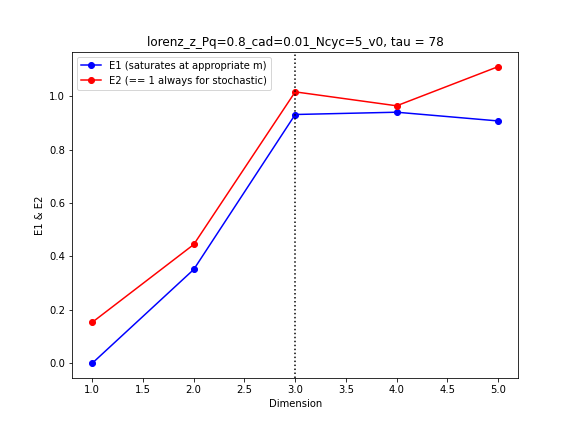 lorenz_z_Pq=0.8_cad=0.01_Ncyc=5_v0, tau = 78
E1 (saturates at appropriate m)
E2 (== 1 always for stochastic)
E1 & E2
1.0
0.8
0.6
0.4
0.2
0.0
1.0 1.5 2.0 2.5 3.0 3.5 4.0 4.5 5.0
Dimension